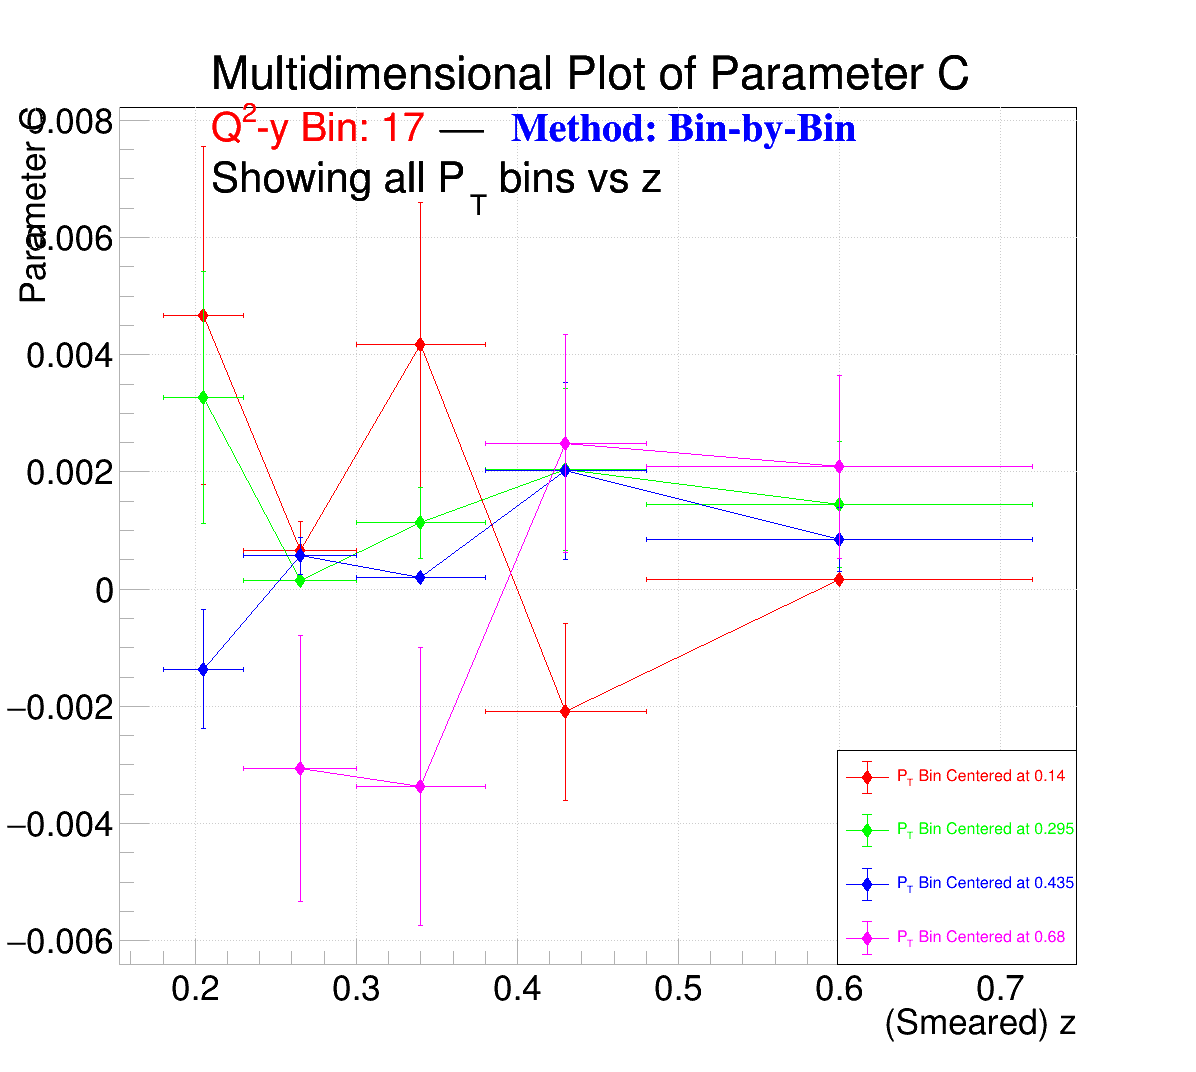 Multidimensional Plot of Parameter C
Q²-y Bin: 17 — Method: Bin-by-Bin
Showing all P_T bins vs z
Parameter C
0.008
0.006
0.004
0.002
0
−0.002
−0.004
−0.006
P_T Bin Centered at 0.14
P_T Bin Centered at 0.295
P_T Bin Centered at 0.435
P_T Bin Centered at 0.68
0.2 0.3 0.4 0.5 0.6 0.7
(Smeared) z